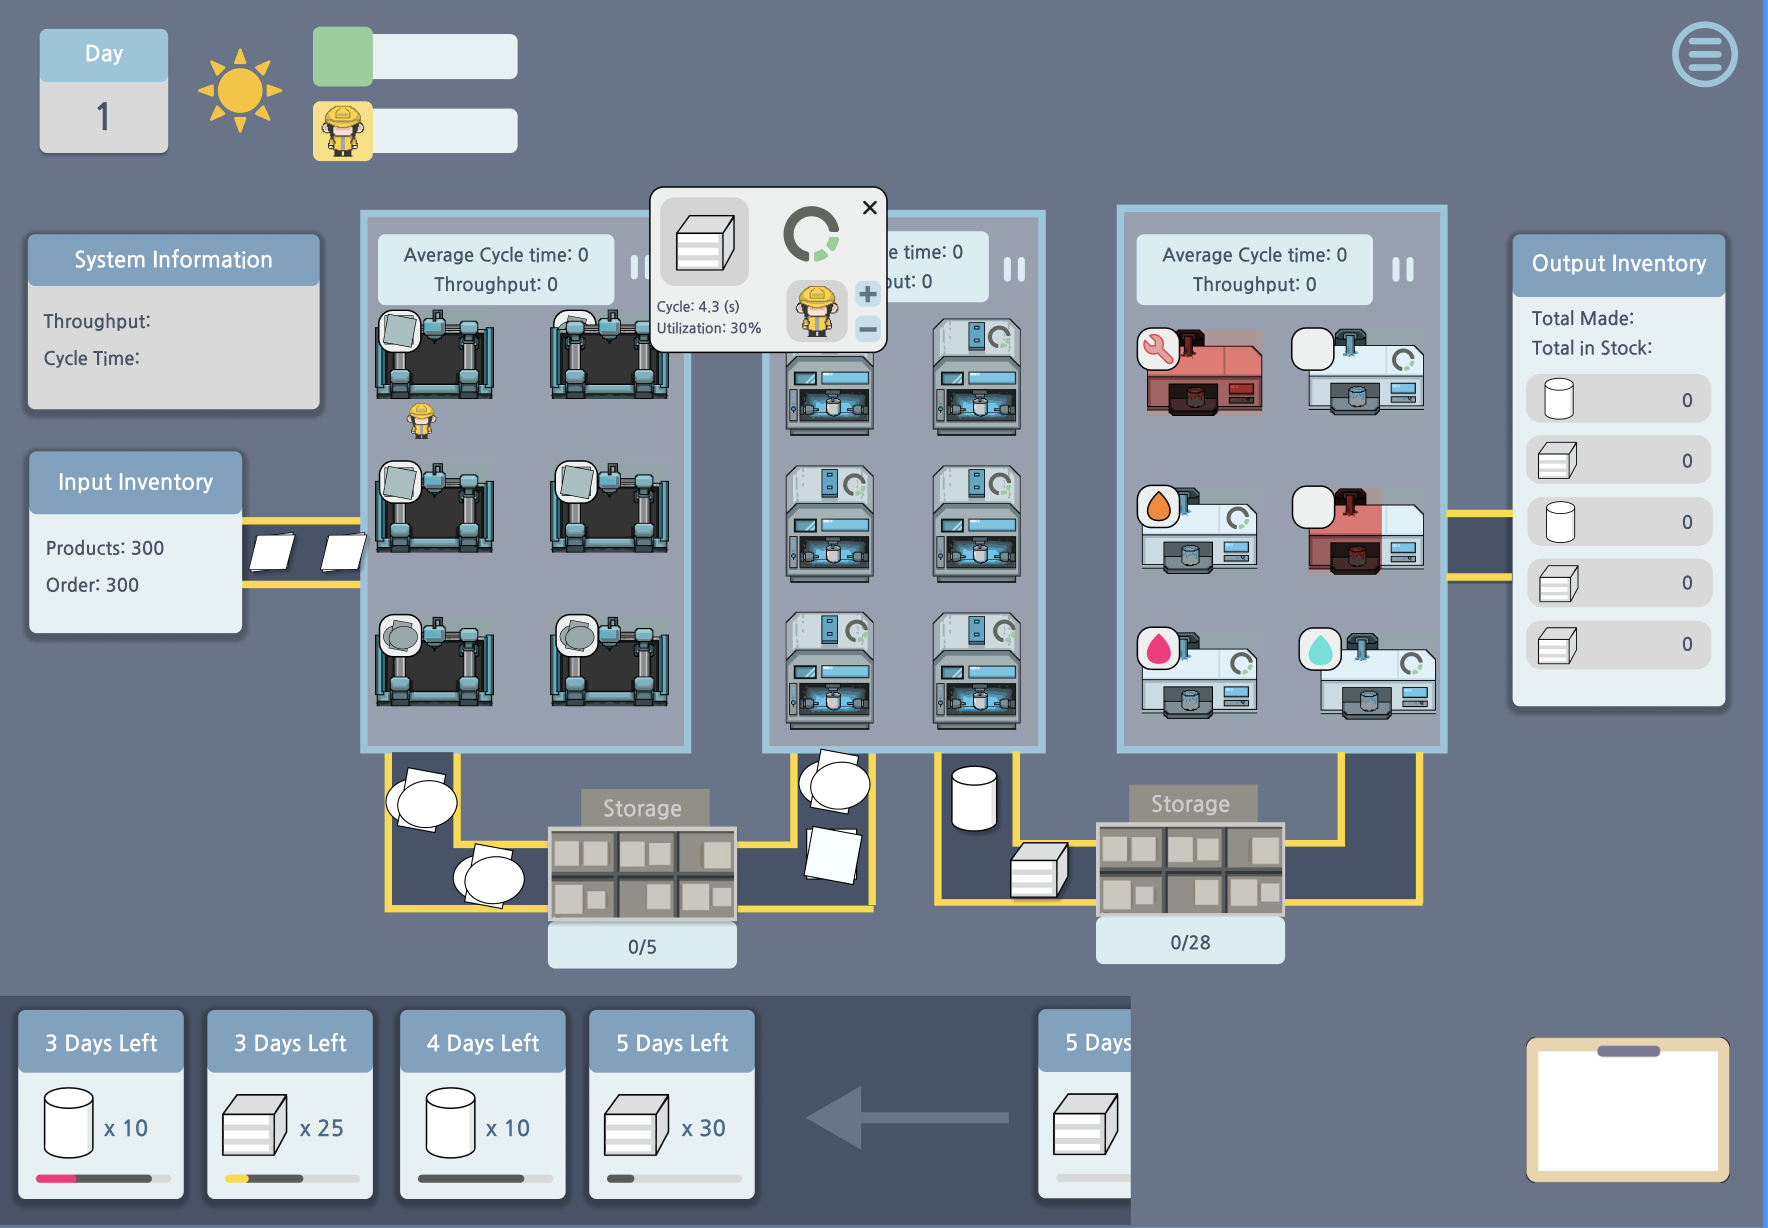 Day
1
System Information
Throughput:
Cycle Time:
Input Inventory
Products: 300
Order: 300
Average Cycle time: 0
Throughput: 0
Cycle: 4.3 (s)
Utilization: 30%
e time: 0
out: 0
Average Cycle time: 0
Throughput: 0
Output Inventory
Total Made:
Total in Stock:
0
0
0
0
0
Storage
0/5
Storage
0/28
3 Days Left
x 10
3 Days Left
x 25
4 Days Left
x 10
5 Days Left
x 30
5 Days